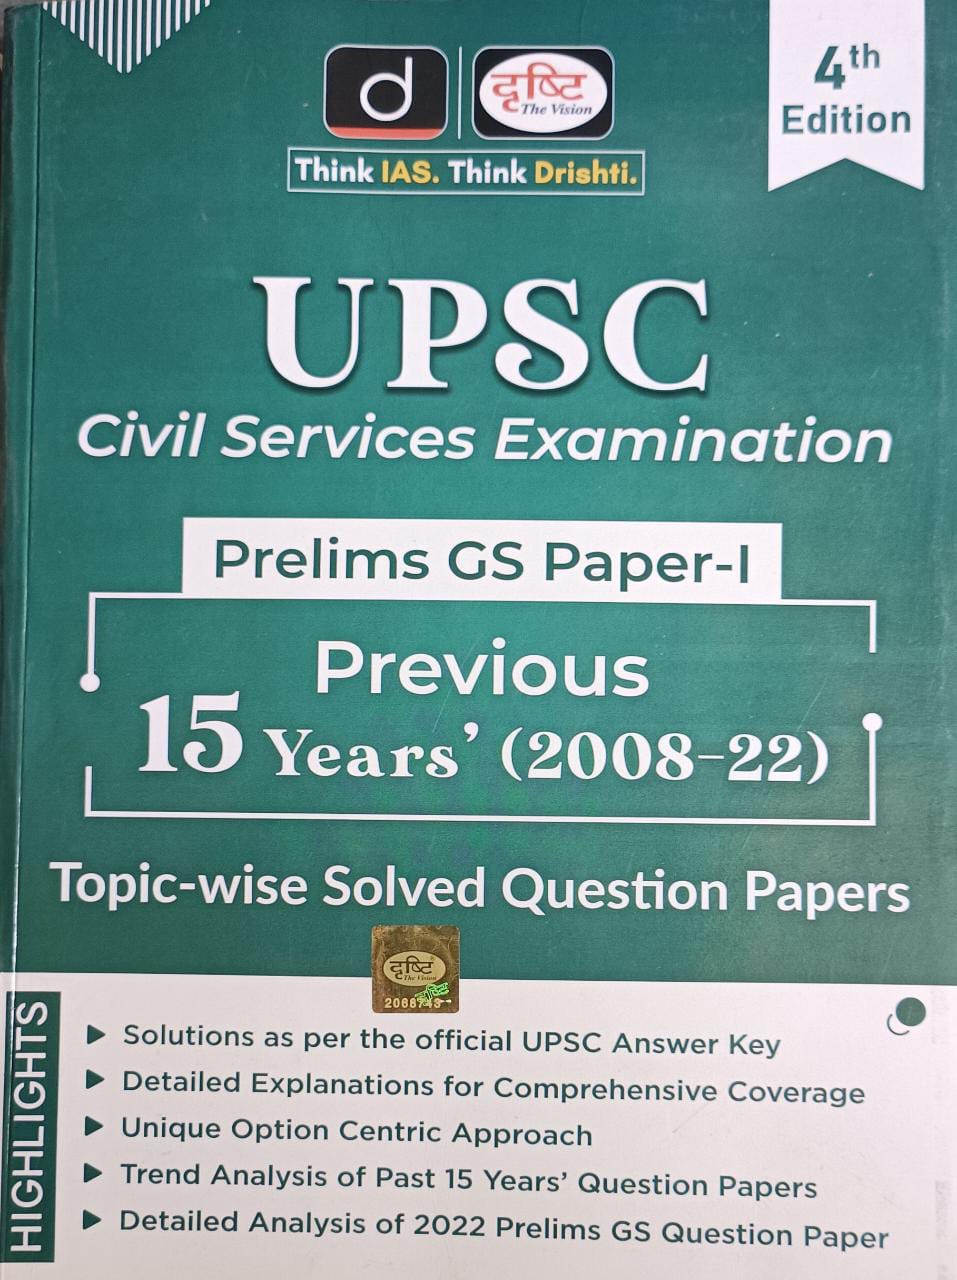 4th
Edition
d
दृष्टि
The Vision
Think IAS. Think Drishti.
UPSC
Civil Services Examination
Prelims GS Paper-I
Previous
15 Years' (2008-22)
Topic-wise Solved Question Papers
दृष्टि
The Vision
HIGHLIGHTS
Solutions as per the official UPSC Answer Key
Detailed Explanations for Comprehensive Coverage
Unique Option Centric Approach
Trend Analysis of Past 15 Years' Question Papers
Detailed Analysis of 2022 Prelims GS Question Paper